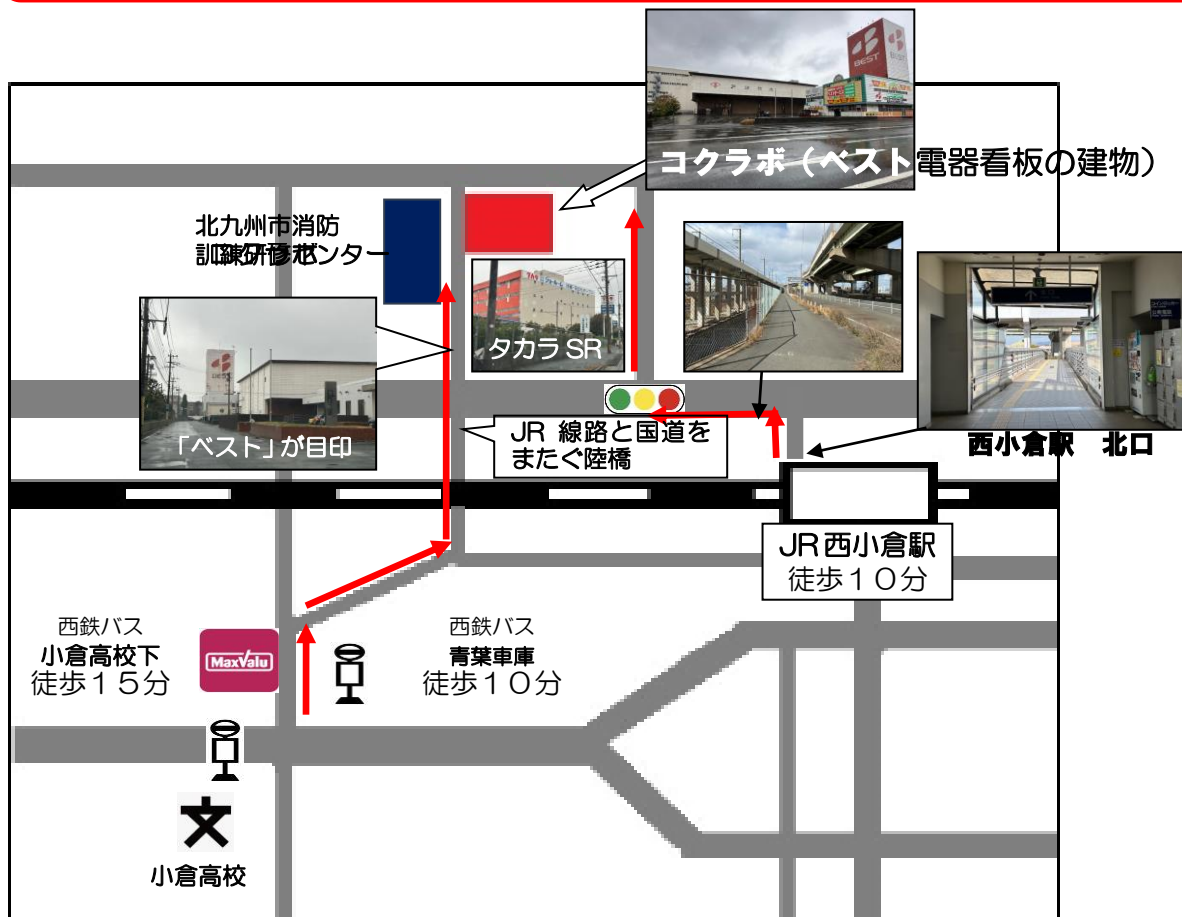 BEST
BEST
コクラボ（ベスト電器看板の建物）
北九州市消防
訓練研修センター
タカラSR
「ベスト」が目印
JR 線路と国道を
またぐ陸橋
西小倉駅 北口
JR西小倉駅
徒歩１０分
西鉄バス
小倉高校下
徒歩１５分
MaxValu
西鉄バス
青葉車庫
徒歩１０分
文
小倉高校